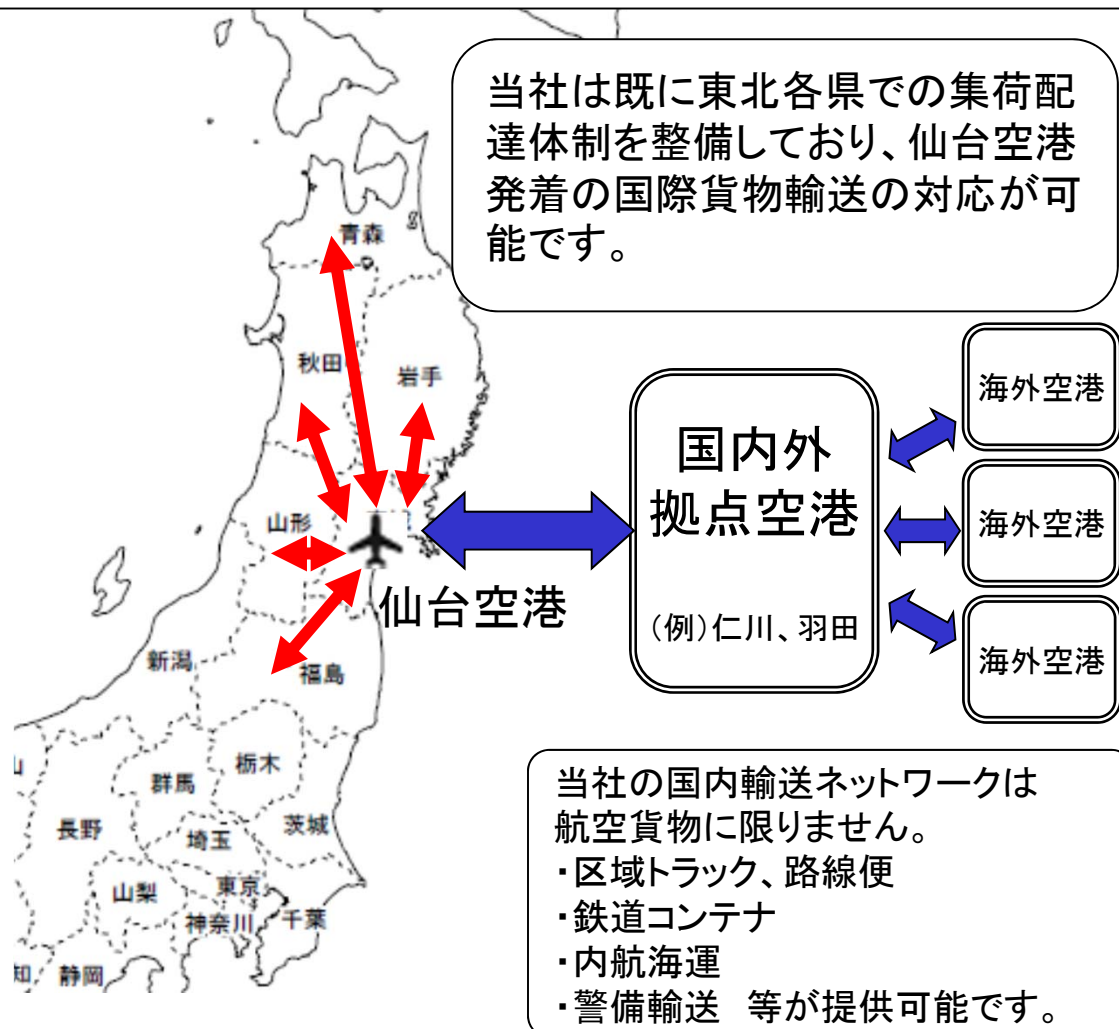 当社は既に東北各県での集荷配
達体制を整備しており、仙台空港
発着の国際貨物輸送の対応が可
能です。
青森
秋田
岩手
山形
仙台空港
新潟
福島
国内外
拠点空港
（例）仁川、羽田
海外空港
海外空港
海外空港
栃木
群馬
茨城
長野
埼玉
山梨
東京
神奈川
千葉
静岡
知
山
当社の国内輸送ネットワークは
航空貨物に限りません。
・区域トラック、路線便
・鉄道コンテナ
・内航海運
・警備輸送　等が提供可能です。